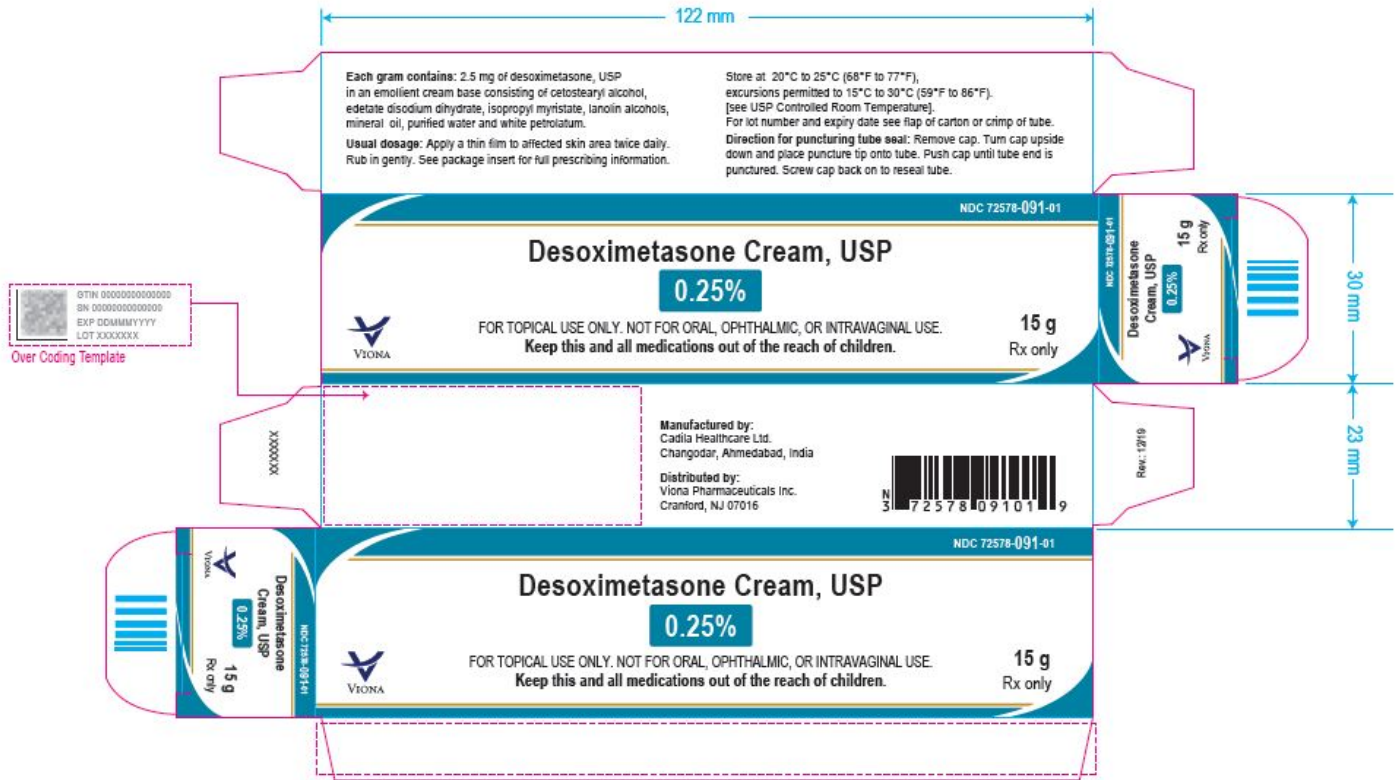 122 mm
Each gram contains: 2.5 mg of desoximetasone, USP
in an emollient cream base consisting of cetostearyl alcohol,
edetate disodium dihydrate, isopropyl myristate, lanolin alcohols,
mineral oil, purified water and white petrolatum.
Usual dosage: Apply a thin film to affected skin area twice daily.
Rub in gently. See package insert for full prescribing information.
Store at 20°C to 25°C (68°F to 77°F),
excursions permitted to 15°C to 30°C (59°F to 86°F).
[see USP Controlled Room Temperature].
For lot number and expiry date see flap of carton or crimp of tube.
Direction for puncturing tube seal: Remove cap. Turn cap upside
down and place puncture tip onto tube. Push cap until tube end is
punctured. Screw cap back on to reseal tube.
NDC 72578-091-01
Desoximetasone Cream, USP
0.25%
FOR TOPICAL USE ONLY. NOT FOR ORAL, OPHTHALMIC, OR INTRAVAGINAL USE.
Keep this and all medications out of the reach of children.
VIONA
15 g
Rx only
NDC 72578-091-01
Desoximetasone
Cream, USP
0.25%
15 g
Rx only
VIONA
30 mm
GTIN 00000000000000
SN 00000000000000
EXP DDMMMYYYY
LOT XXXXXXX
Over Coding Template
XXXXXXX
Manufactured by:
Cadila Healthcare Ltd.
Changodar, Ahmedabad, India
Distributed by:
Viona Pharmaceuticals Inc.
Cranford, NJ 07016
N
3 72578 09101 9
Rev.: 12/19
23 mm
NDC 72578-091-01
Desoximetasone
Cream, USP
0.25%
15 g
Rx only
VIONA
NDC 72578-091-01
Desoximetasone Cream, USP
0.25%
FOR TOPICAL USE ONLY. NOT FOR ORAL, OPHTHALMIC, OR INTRAVAGINAL USE.
Keep this and all medications out of the reach of children.
VIONA
15 g
Rx only